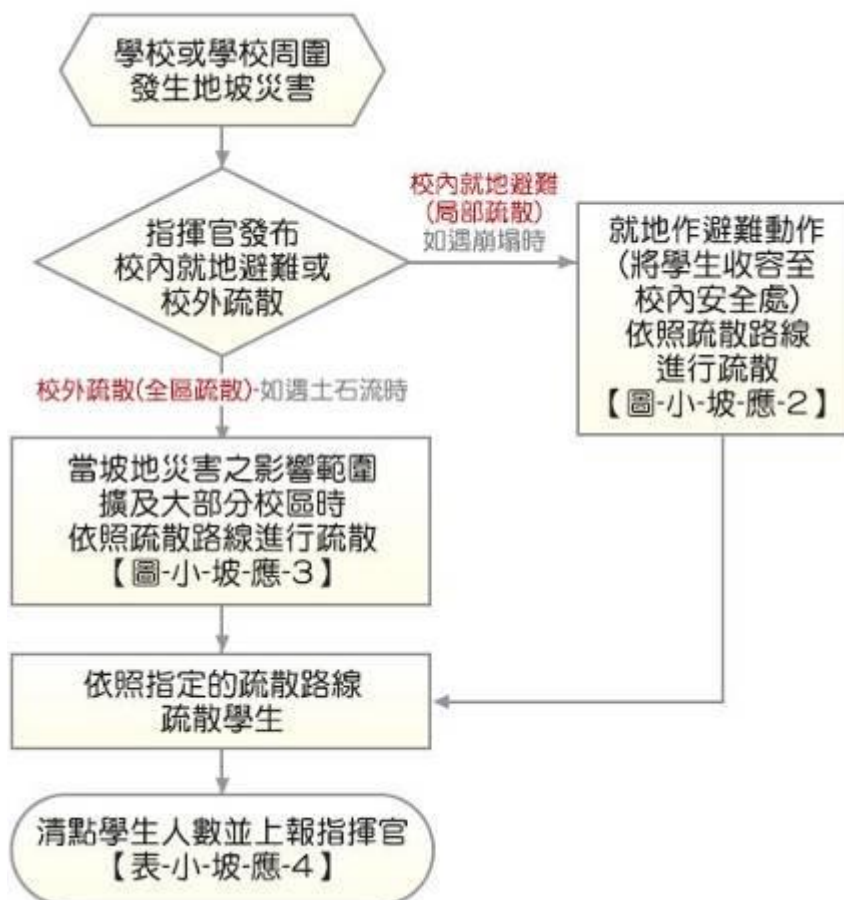 學校或學校周圍
發生地坡災害
指揮官發布
校內就地避難或
校外疏散
校內就地避難
(局部疏散)
如遇崩塌時
就地作避難動作
(將學生收容至
校內安全處)
依照疏散路線
進行疏散
【圖-小-坡-應-2】
校外疏散(全區疏散)-如遇土石流時
當坡地災害之影響範圍
擴及大部分校區時
依照疏散路線進行疏散
【圖-小-坡-應-3】
依照指定的疏散路線
疏散學生
清點學生人數並上報指揮官
【表-小-坡-應-4】